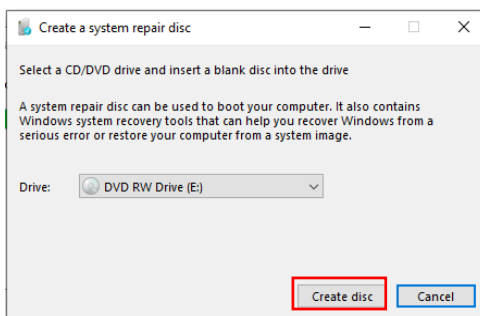 Create a system repair disc
Select a CD/DVD drive and insert a blank disc into the drive
A system repair disc can be used to boot your computer. It also contains
Windows system recovery tools that can help you recover Windows from a
serious error or restore your computer from a system image.
Drive: DVD RW Drive (E:)
Create disc Cancel